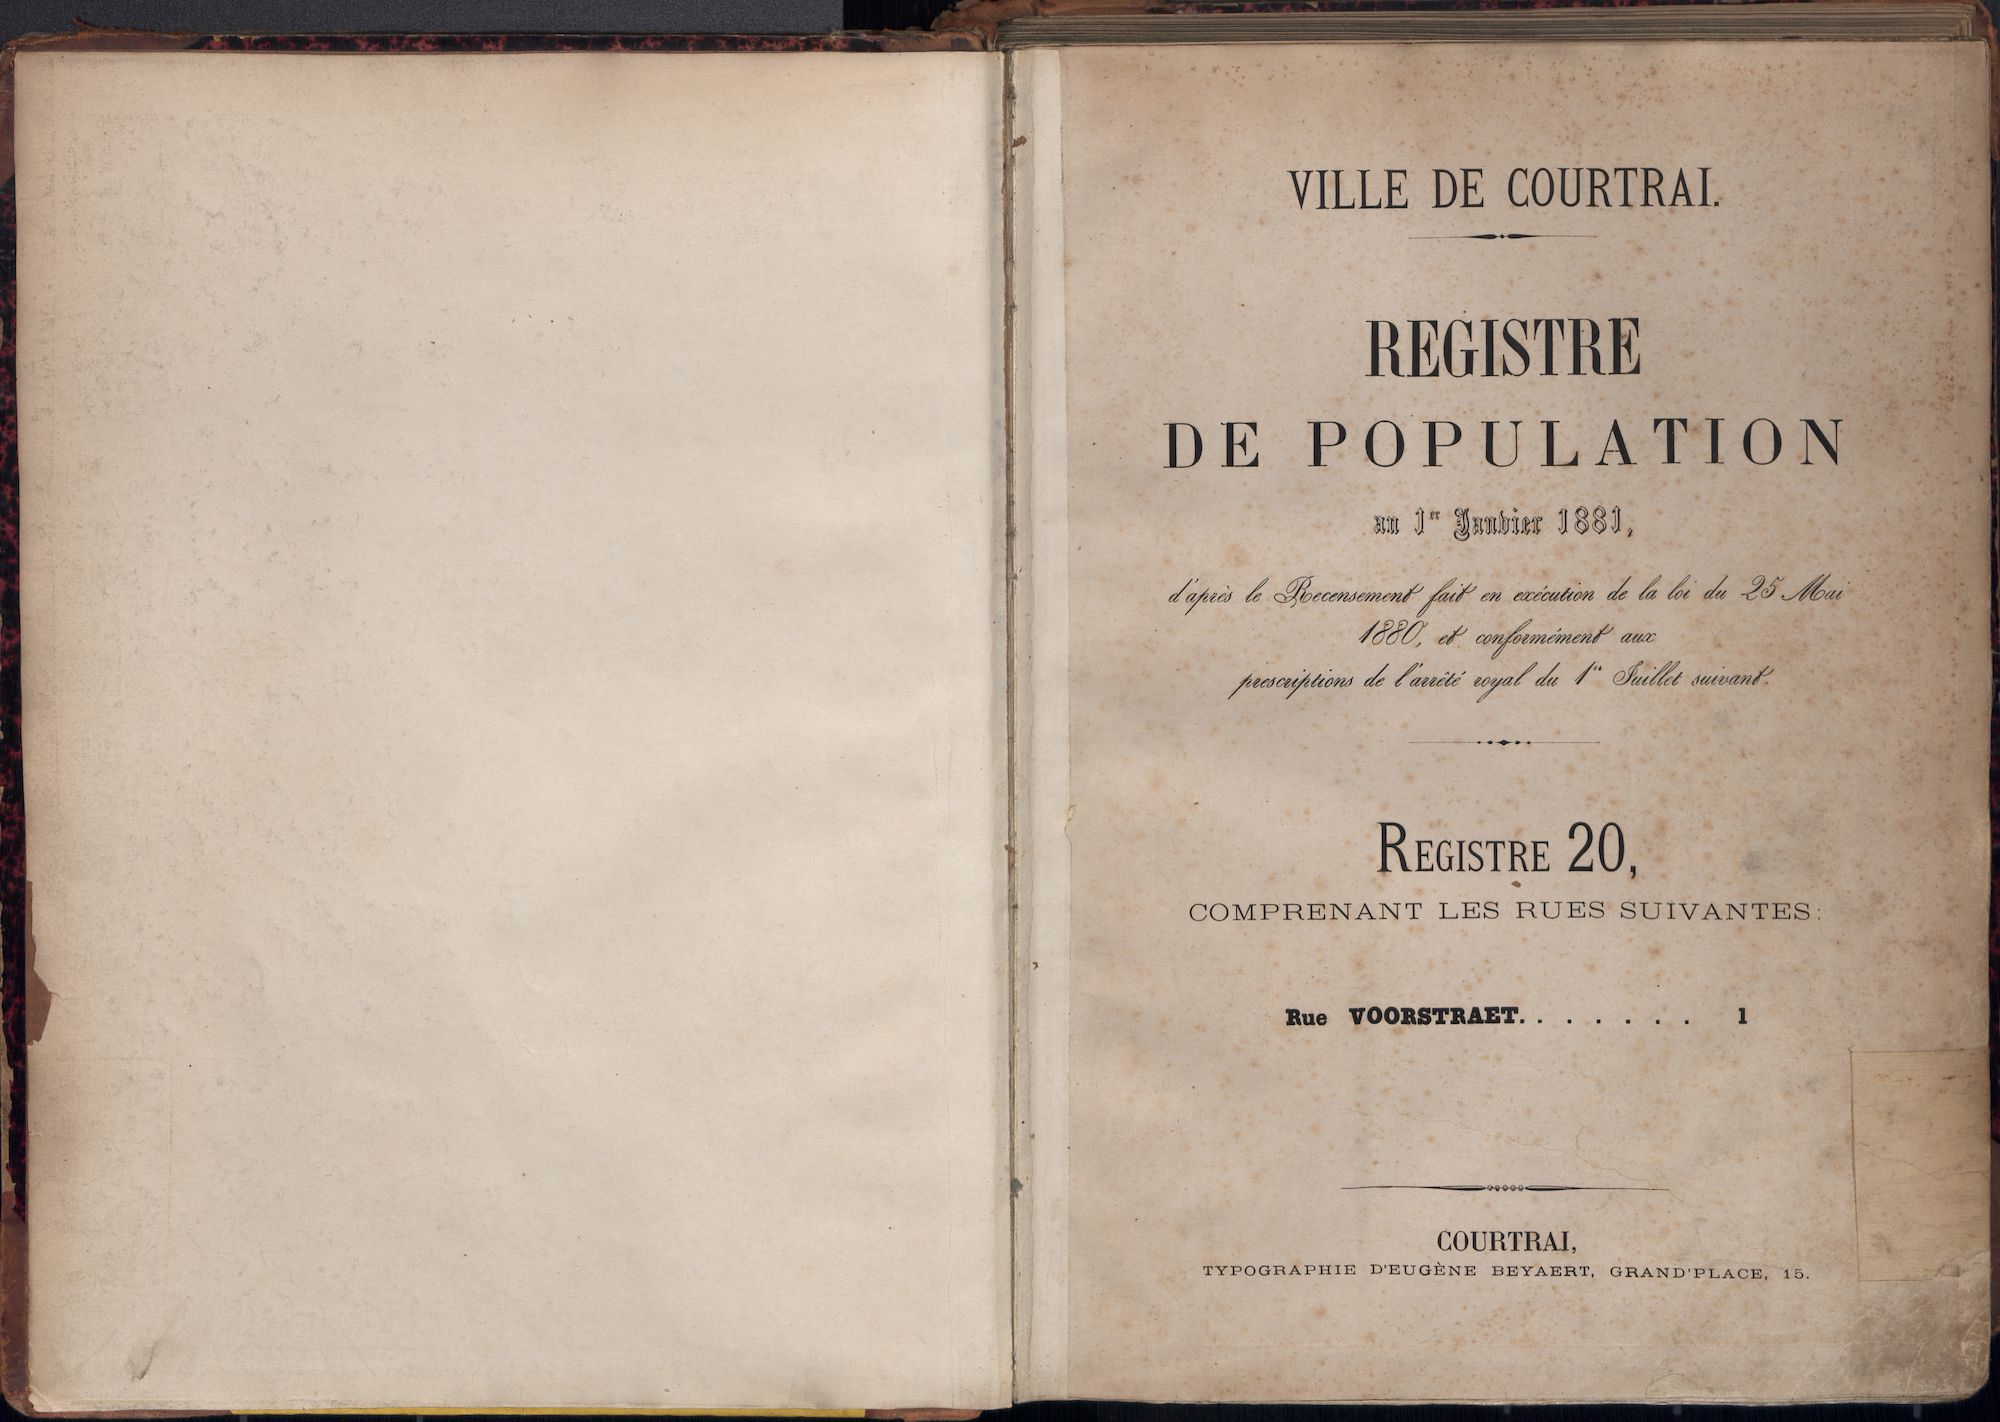 VILLE DE COURTRAI.
REGISTRE
DE POPULATION
au 1er Janvier 1881,
d'après le Recensement fait en exécution de la loi du 25 Mai
1880, et conformément aux
prescriptions de l'arrêté royal du 1er Juillet suivant.
REGISTRE 20,
COMPRENANT LES RUES SUIVANTES:
Rue VOORSTRAET. . . . . . . 1
COURTRAI,
TYPOGRAPHIE D'EUGÈNE BEYAERT, GRAND'PLACE, 15.